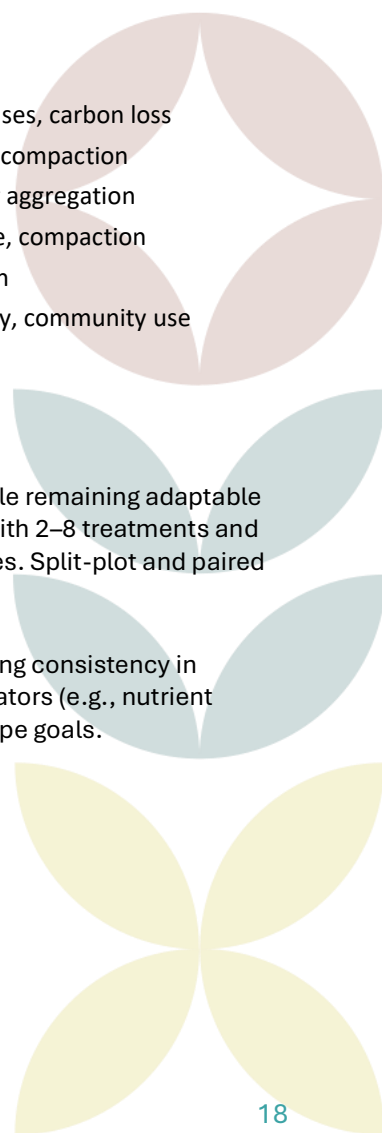 ses, carbon loss
compaction
aggregation
e, compaction
n
y, community use
le remaining adaptable
ith 2–8 treatments and
es. Split-plot and paired
ng consistency in
ators (e.g., nutrient
pe goals.
18